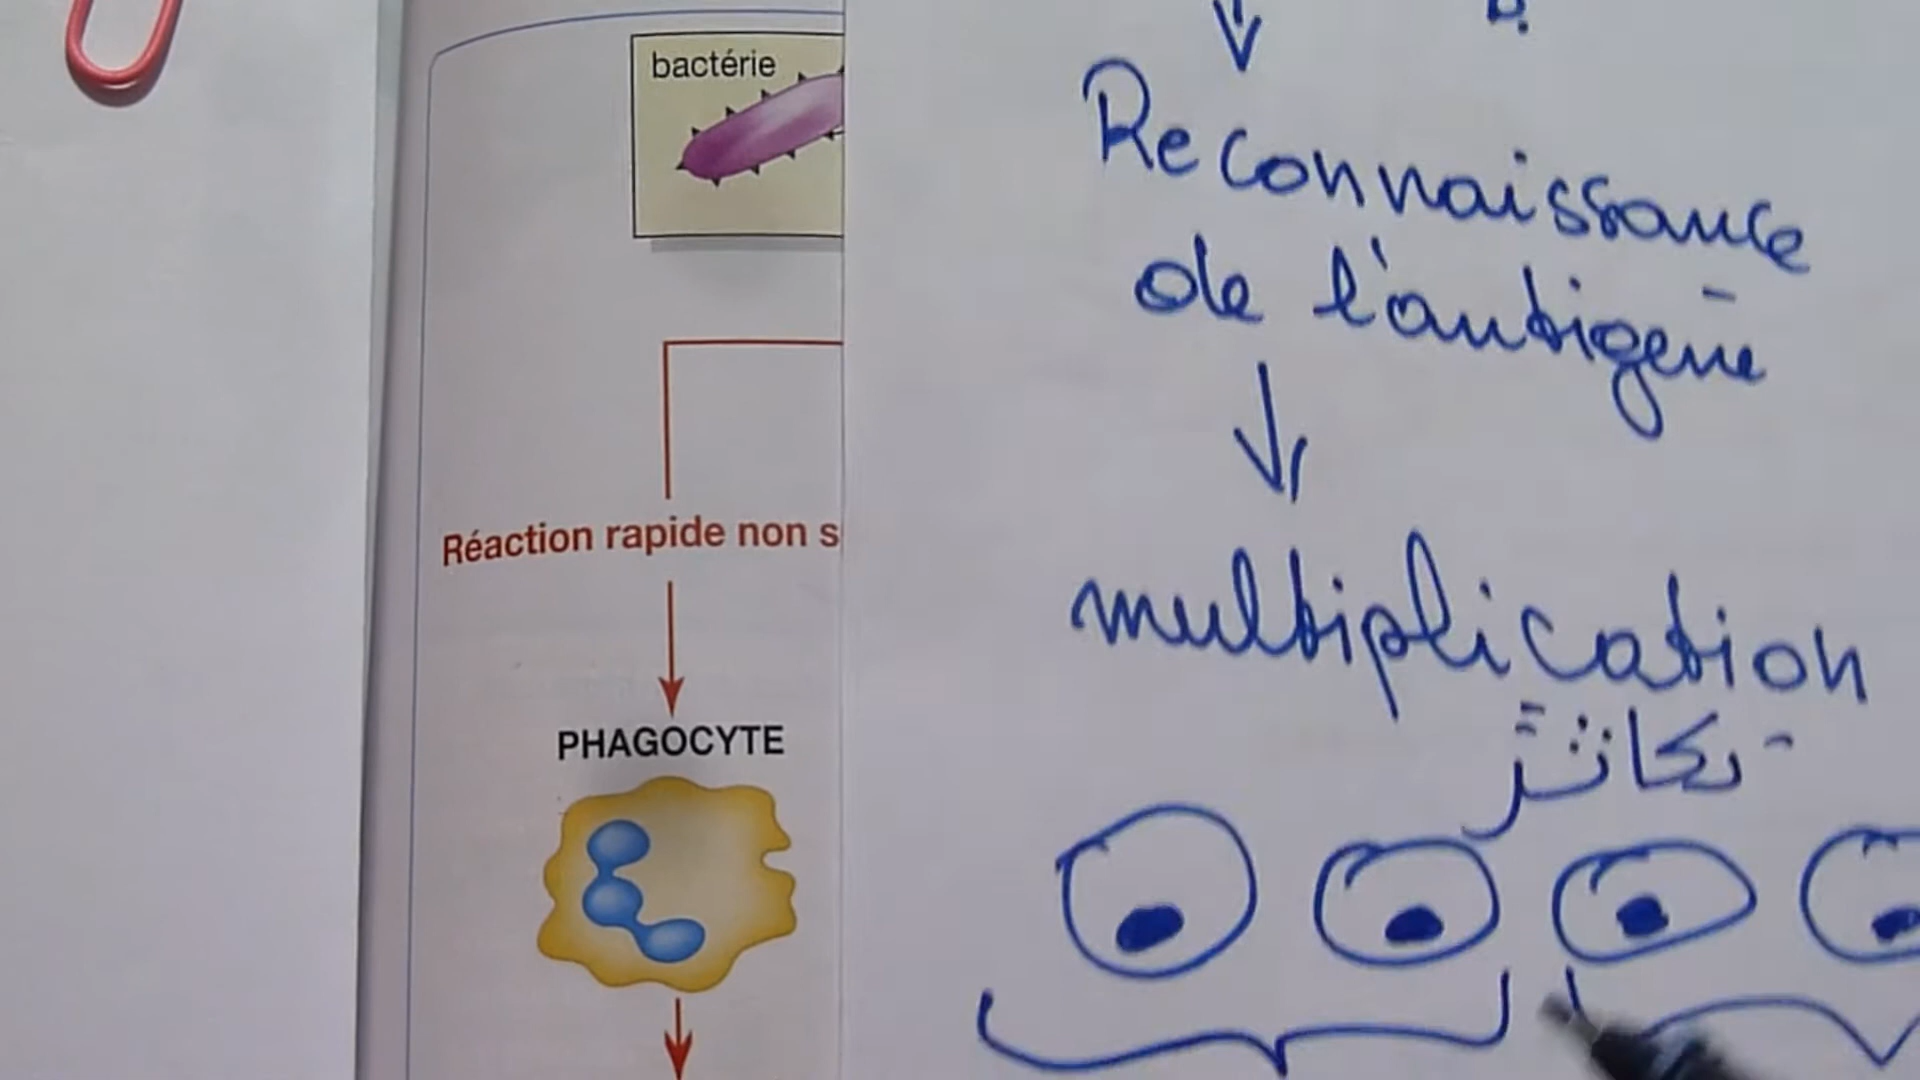 bactérie
Réaction rapide non s
PHAGOCYTE
B.
Reconnaissance
de l'antigène
multiplication
تكاثر